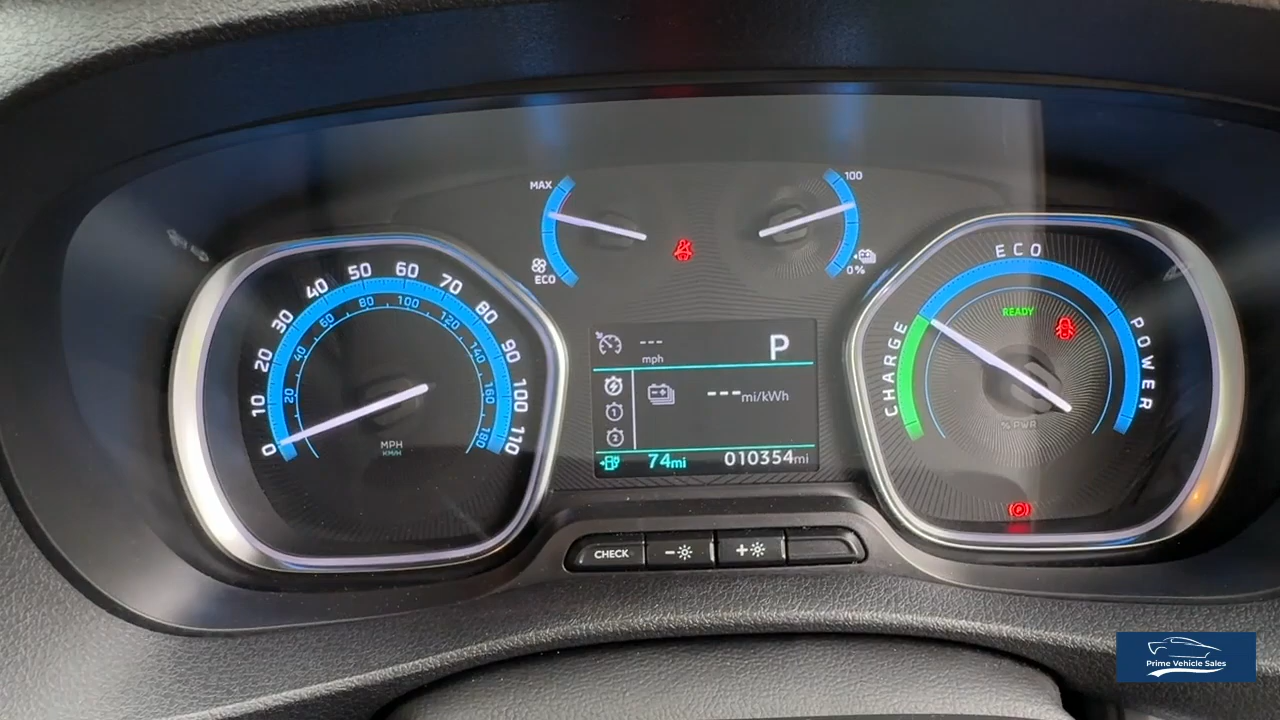 MAX
ECO
100
0%
0
10
20
30
40
50
60
70
80
90
100
110
20
40
60
80
100
120
140
160
180
MPH
KM/H
---
mph
P
1
2
--- mi/kWh
74mi
010354mi
ECO
CHARGE
POWER
READY
% PWR
P
CHECK
-
+
Prime Vehicle Sales